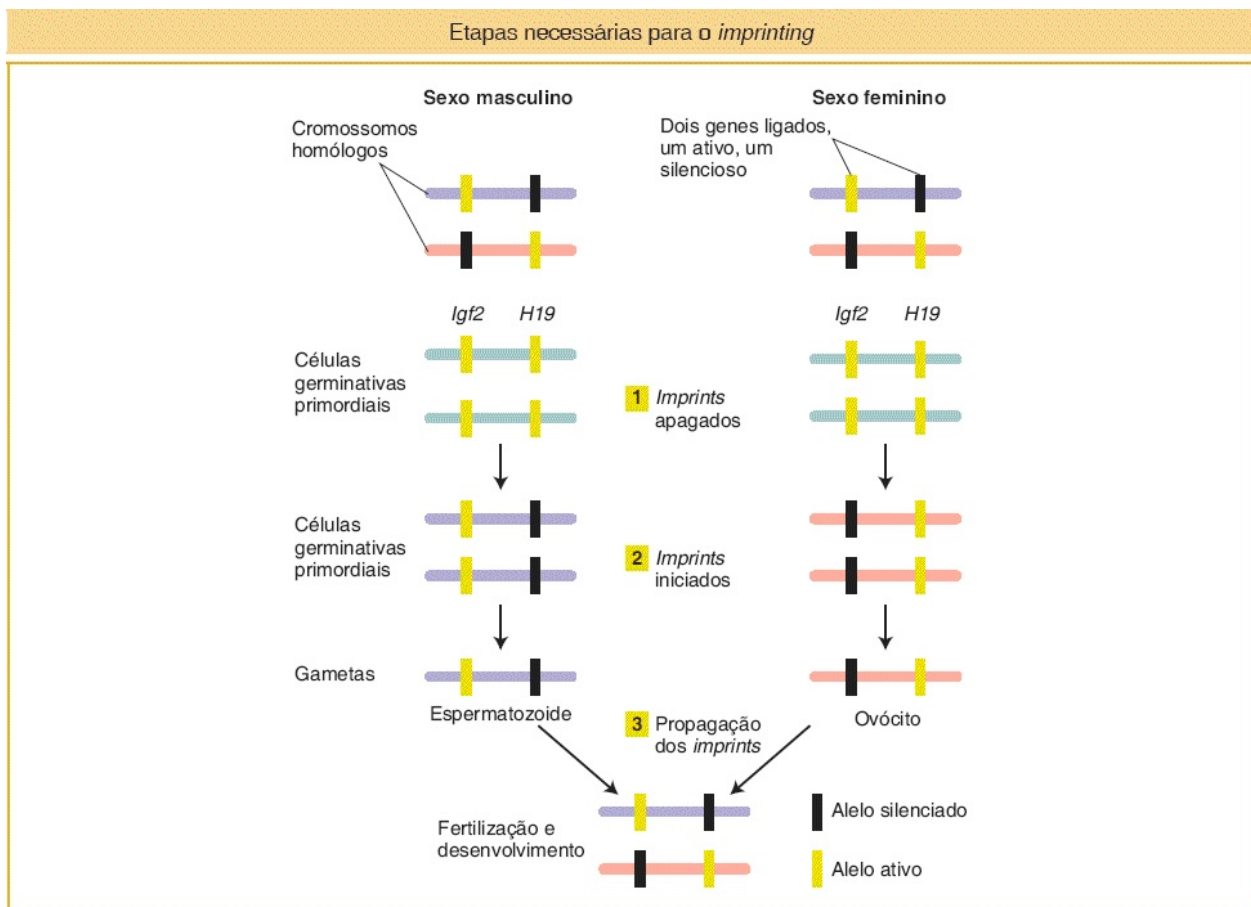 Etapas necessárias para o imprinting
Sexo masculino
Sexo feminino
Cromossomos
homólogos
Dois genes ligados,
um ativo, um
silencioso
Igf2
H19
Igf2
H19
Células
germinativas
primordiais
1 Imprints
apagados
Células
germinativas
primordiais
2 Imprints
iniciados
Gametas
Espermatozoide
3 Propagação
dos imprints
Ovócito
Fertilização e
desenvolvimento
Alelo silenciado
Alelo ativo